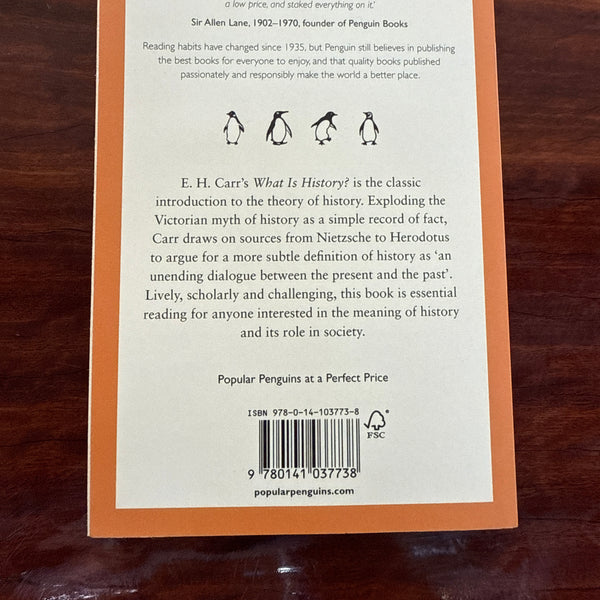 a low price, and staked everything on it.'
Sir Allen Lane, 1902–1970, founder of Penguin Books
Reading habits have changed since 1935, but Penguin still believes in publishing
the best books for everyone to enjoy, and that quality books published
passionately and responsibly make the world a better place.
E. H. Carr's What Is History? is the classic
introduction to the theory of history. Exploding the
Victorian myth of history as a simple record of fact,
Carr draws on sources from Nietzsche to Herodotus
to argue for a more subtle definition of history as 'an
unending dialogue between the present and the past'.
Lively, scholarly and challenging, this book is essential
reading for anyone interested in the meaning of history
and its role in society.
Popular Penguins at a Perfect Price
ISBN 978-0-14-103773-8
FSC
9 780141 037738
popularpenguins.com